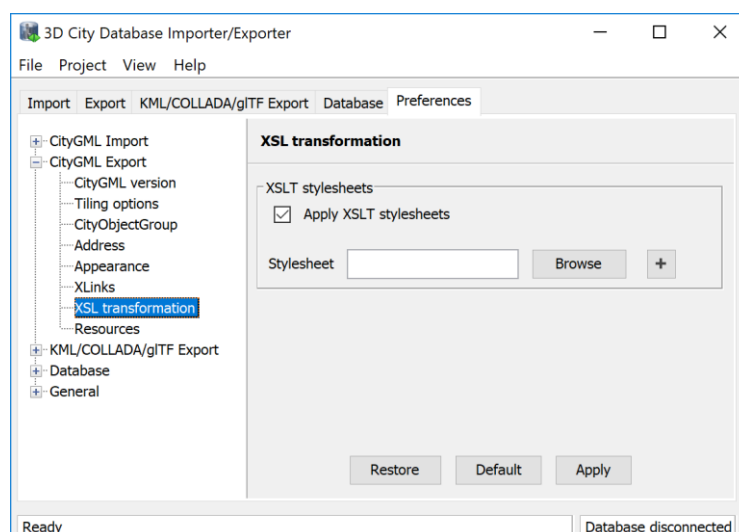 3D City Database Importer/Exporter
File Project View Help
Import Export KML/COLLADA/glTF Export Database Preferences
CityGML Import
CityGML Export
CityGML version
Tiling options
CityObjectGroup
Address
Appearance
XLinks
XSL transformation
Resources
KML/COLLADA/glTF Export
Database
General
XSL transformation
XSLT stylesheets
Apply XSLT stylesheets
Stylesheet Browse +
Restore Default Apply
Ready Database disconnected